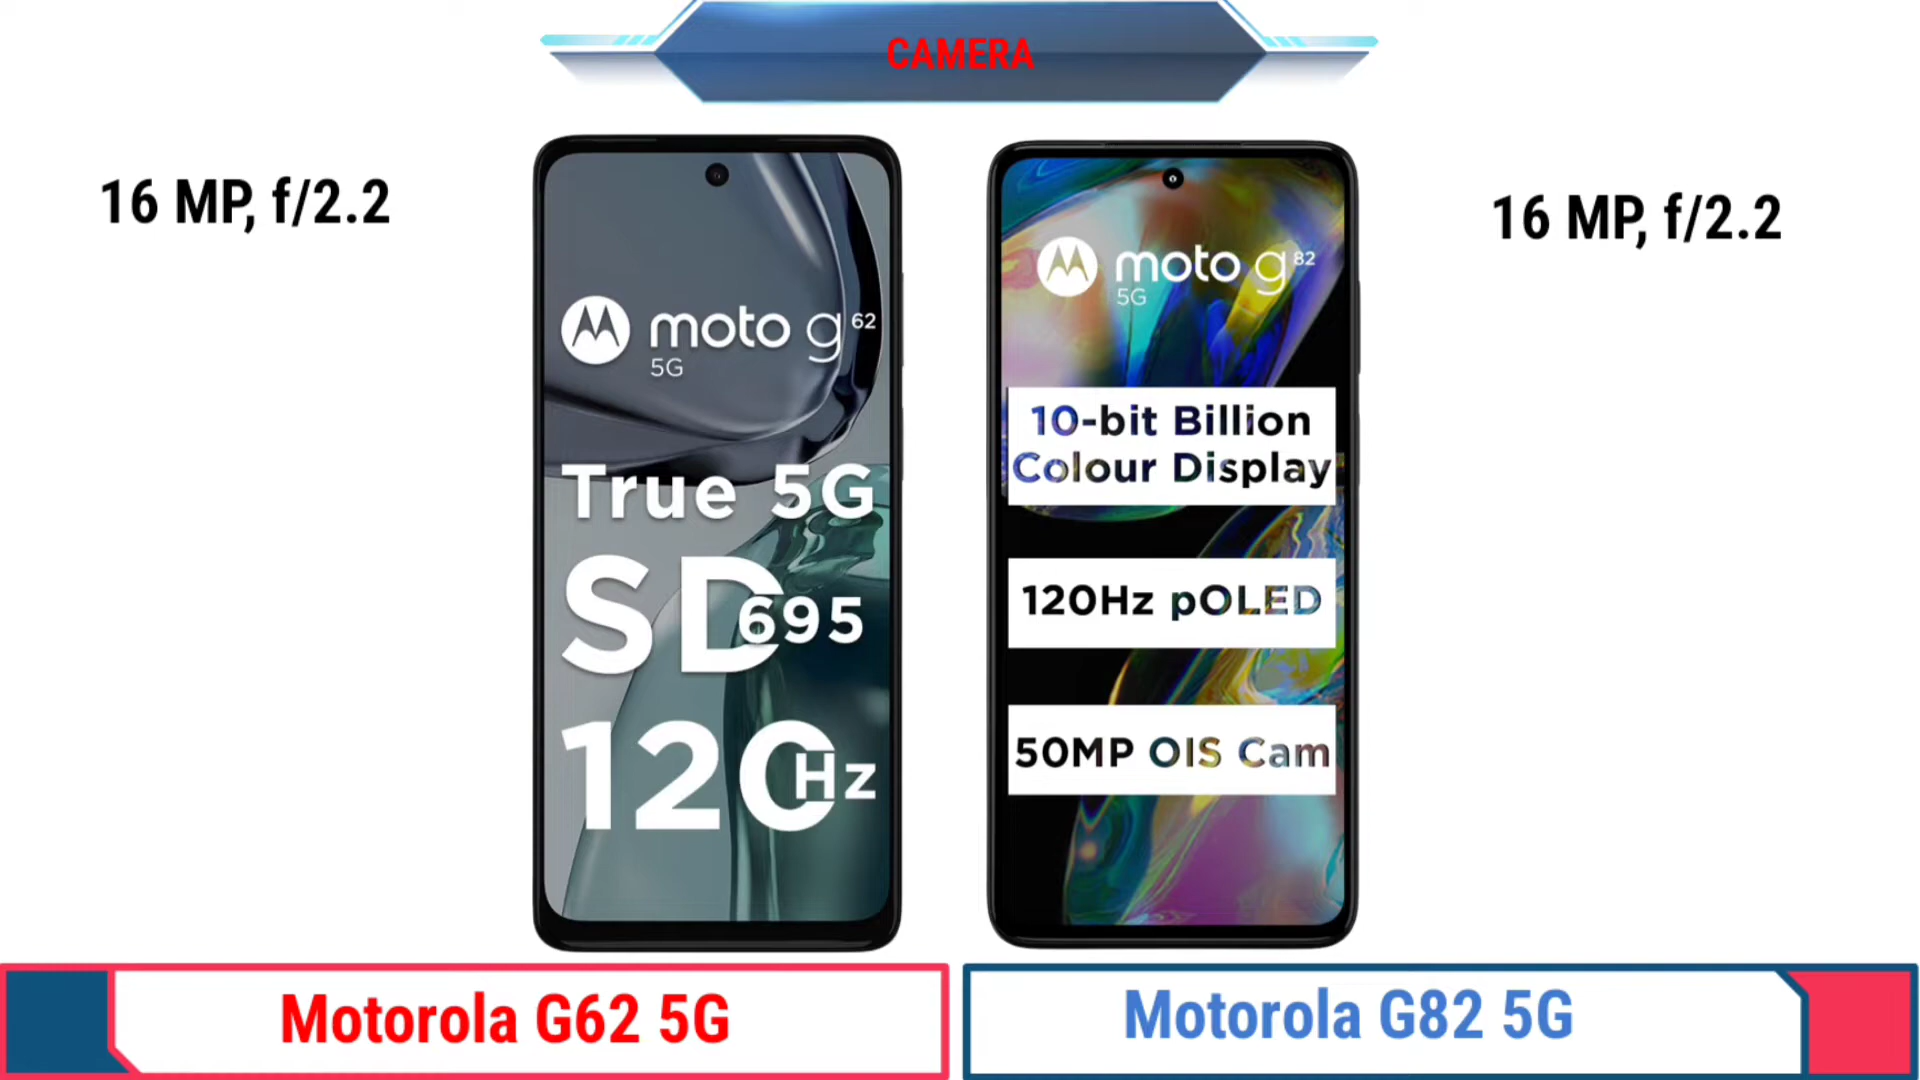 CAMERA
16 MP, f/2.2
16 MP, f/2.2
moto g 62
5G
True 5G
SD 695
120Hz
moto g 82
5G
10-bit Billion
Colour Display
120Hz pOLED
50MP OIS Cam
Motorola G62 5G
Motorola G82 5G